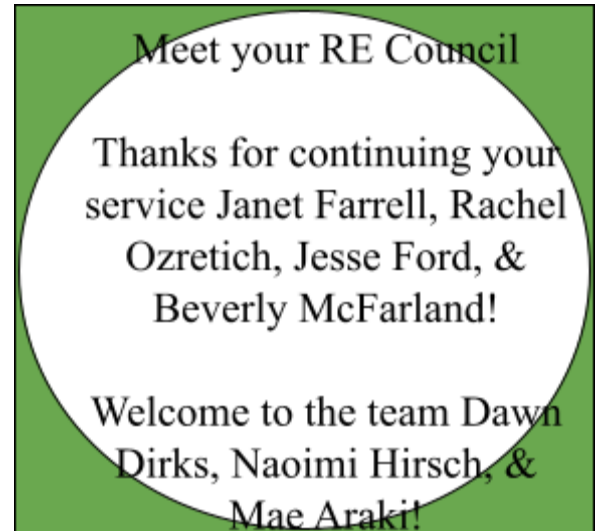 Meet your RE Council
Thanks for continuing your
service Janet Farrell, Rachel
Ozretich, Jesse Ford, &
Beverly McFarland!
Welcome to the team Dawn
Dirks, Naoimi Hirsch, &
Mae Araki!